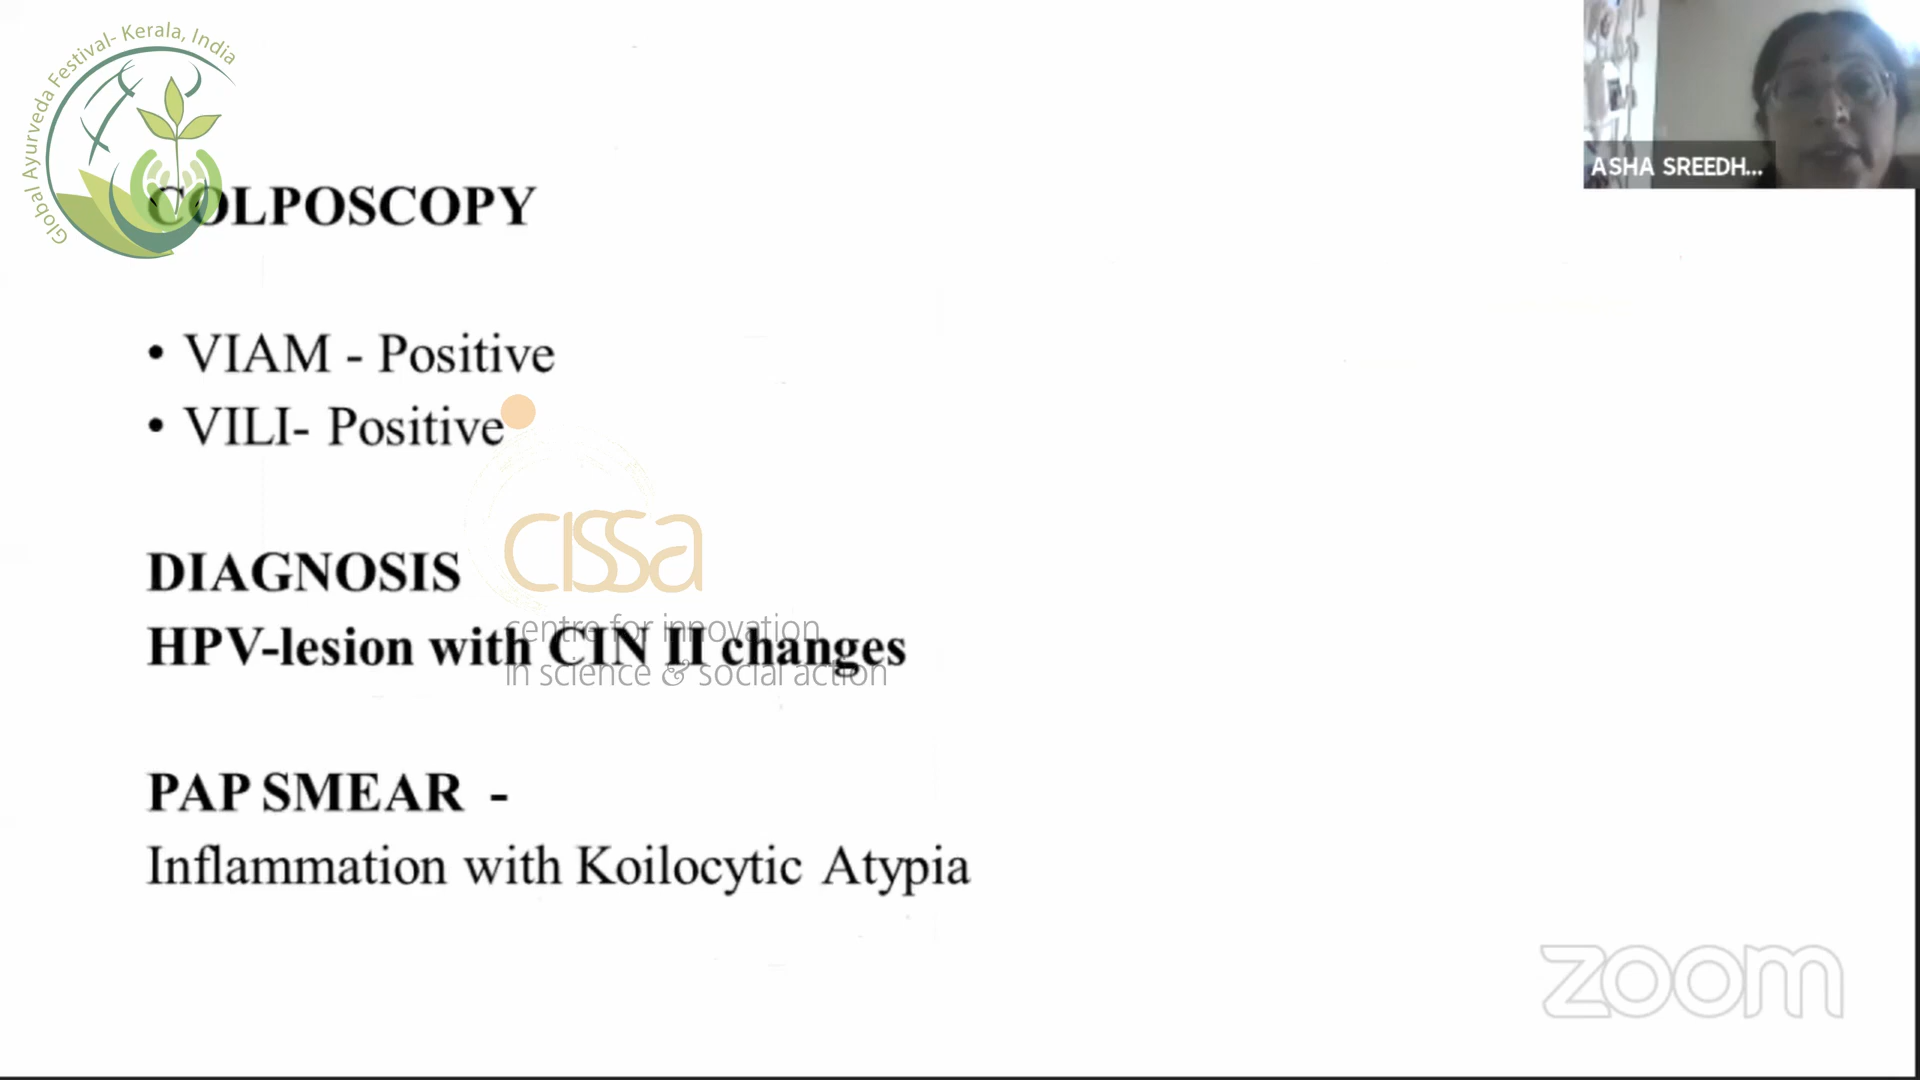 Global Ayurveda Festival- Kerala, India
ASHA SREEDH...
COLPOSCOPY
• VIAM - Positive
• VILI- Positive
cissa
centre for innovation
in science & social action
DIAGNOSIS
HPV-lesion with CIN II changes
PAP SMEAR -
Inflammation with Koilocytic Atypia
zoom